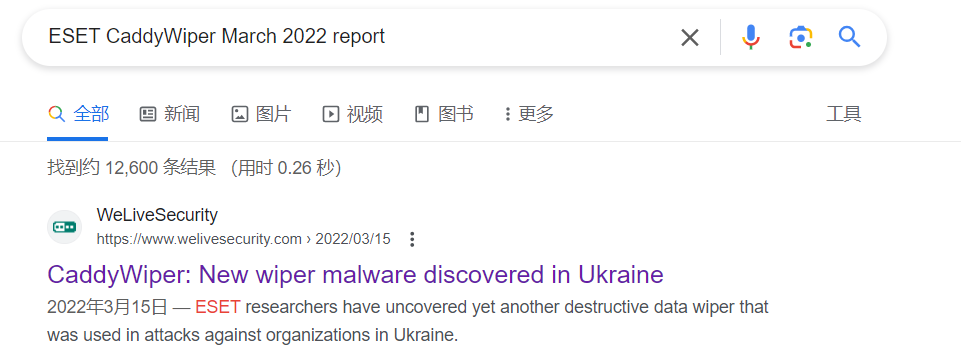 ESET CaddyWiper March 2022 report
全部 新闻 图片 视频 图书 更多 工具
找到约 12,600 条结果 （用时 0.26 秒）
WeLiveSecurity
https://www.welivesecurity.com › 2022/03/15
CaddyWiper: New wiper malware discovered in Ukraine
2022年3月15日 — ESET researchers have uncovered yet another destructive data wiper that
was used in attacks against organizations in Ukraine.